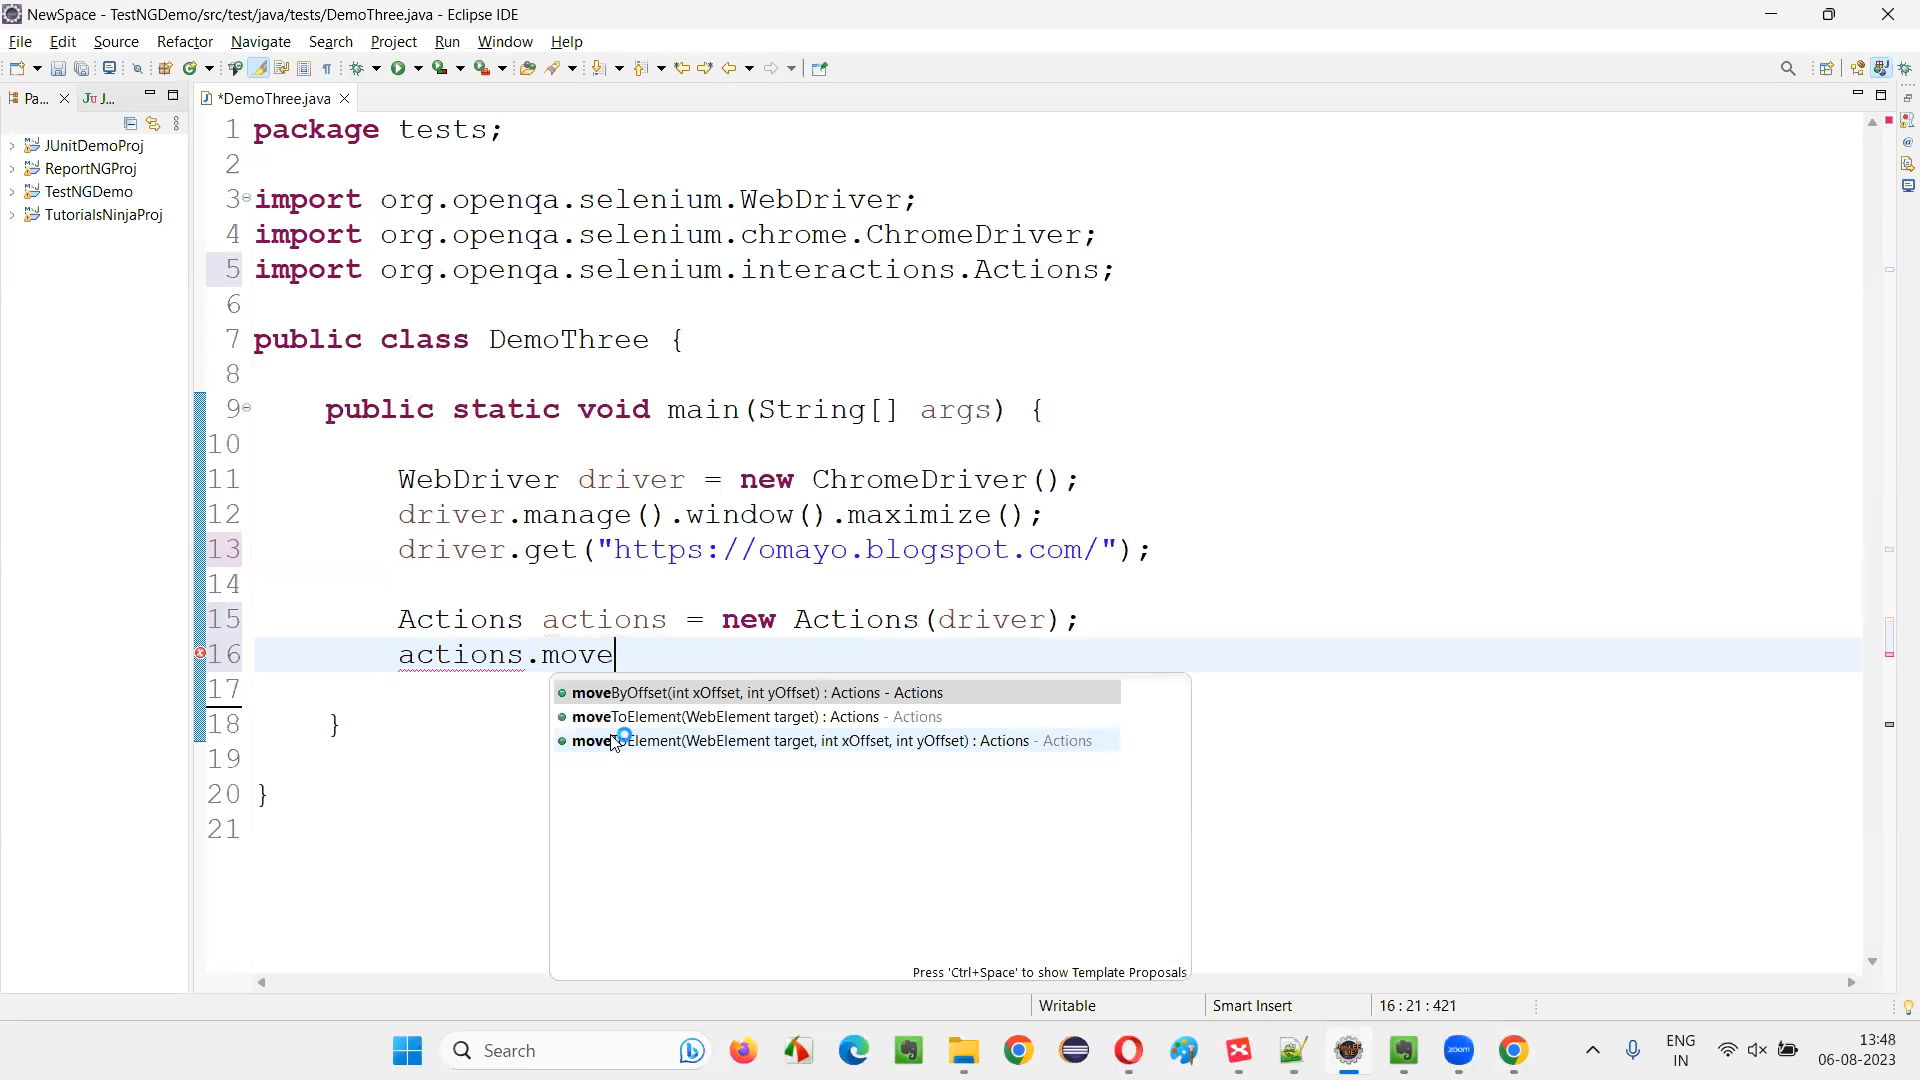 NewSpace - TestNGDemo/src/test/java/tests/DemoThree.java - Eclipse IDE
File Edit Source Refactor Navigate Search Project Run Window Help
Pa... Ju J...
*DemoThree.java
JUnitDemoProj
ReportNGProj
TestNGDemo
TutorialsNinjaProj
1 package tests;
2
3 import org.openqa.selenium.WebDriver;
4 import org.openqa.selenium.chrome.ChromeDriver;
5 import org.openqa.selenium.interactions.Actions;
6
7 public class DemoThree {
8
9 public static void main(String[] args) {
10
11 WebDriver driver = new ChromeDriver();
12 driver.manage().window().maximize();
13 driver.get("https://omayo.blogspot.com/");
14
15 Actions actions = new Actions(driver);
16 actions.move
17
18 }
19
20 }
21
moveByOffset(int xOffset, int yOffset) : Actions - Actions
moveToElement(WebElement target) : Actions - Actions
moveToElement(WebElement target, int xOffset, int yOffset) : Actions - Actions
Press 'Ctrl+Space' to show Template Proposals
Writable Smart Insert 16 : 21 : 421
Search
zoom
ENG
IN
13:48
06-08-2023